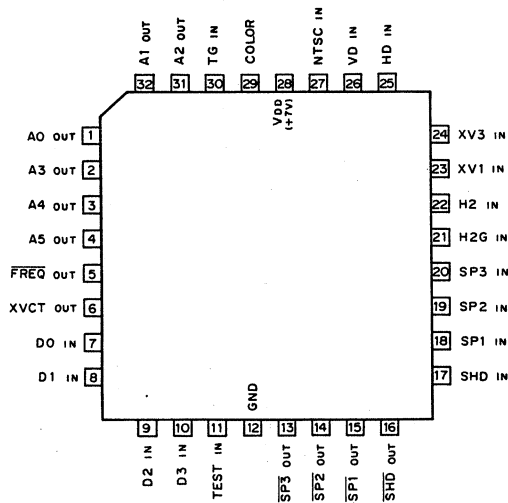 A1 OUT
A2 OUT
TG IN
COLOR
NTSC IN
VD IN
HD IN
32 31 30 29 28 27 26 25
VDD
(+7V)
A0 OUT 1
A3 OUT 2
A4 OUT 3
A5 OUT 4
FREQ OUT 5
XVCT OUT 6
D0 IN 7
D1 IN 8
24 XV3 IN
23 XV1 IN
22 H2 IN
21 H2G IN
20 SP3 IN
19 SP2 IN
18 SP1 IN
17 SHD IN
GND
9 10 11 12 13 14 15 16
D2 IN
D3 IN
TEST IN
SP3 OUT
SP2 OUT
SP1 OUT
SHD OUT